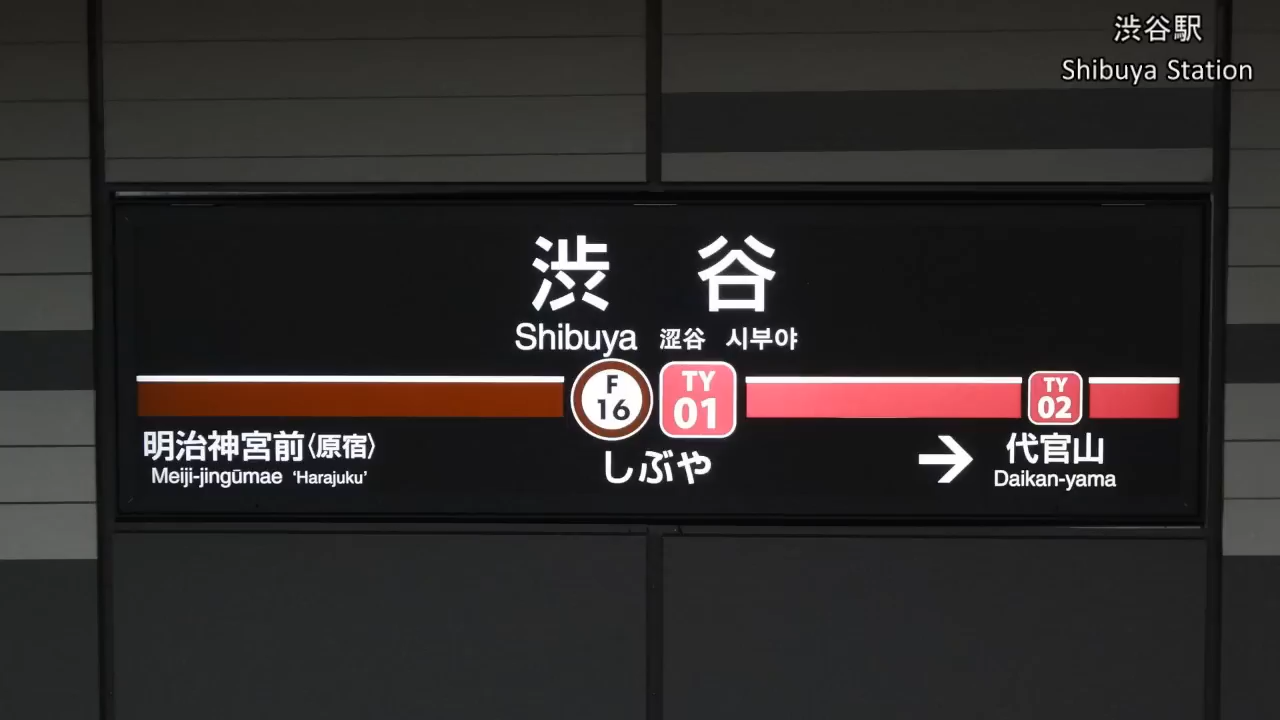 渋谷駅
Shibuya Station
渋 谷
Shibuya 澀谷 시부야
F 16
TY 01
TY 02
明治神宮前〈原宿〉
Meiji-jingūmae 'Harajuku'
しぶや
→ 代官山
Daikan-yama